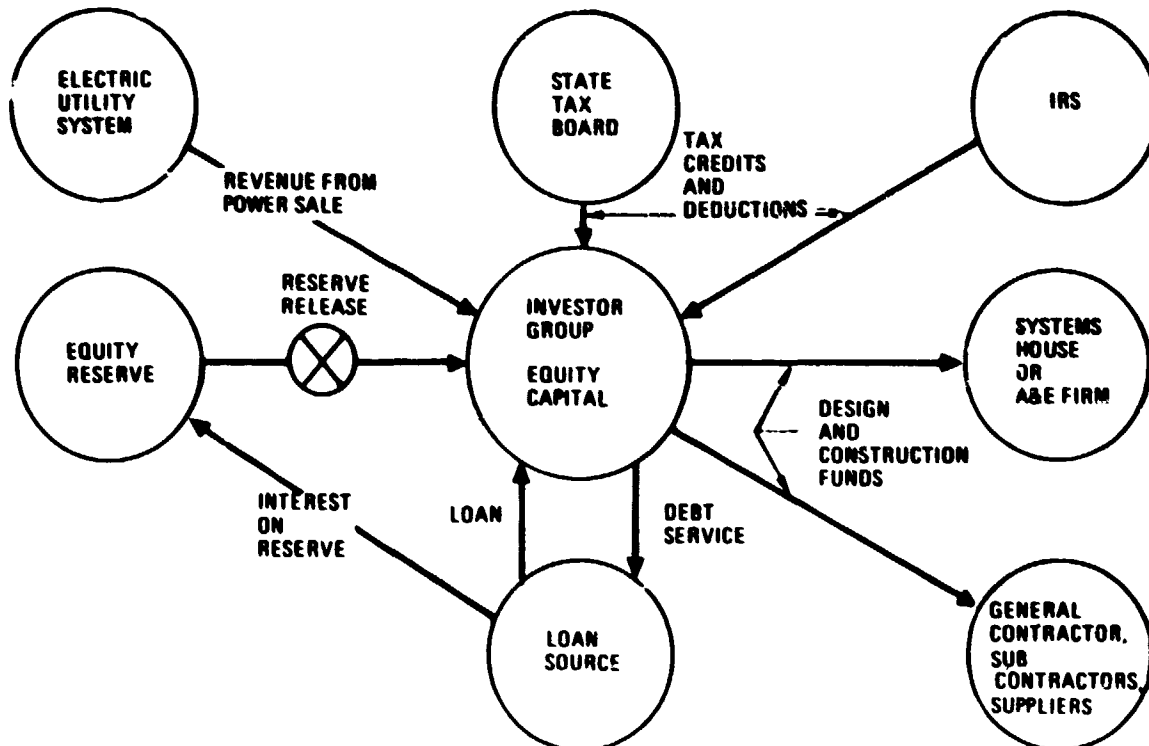 ELECTRIC
UTILITY
SYSTEM
STATE
TAX
BOARD
IRS
TAX
CREDITS
AND
DEDUCTIONS
REVENUE FROM
POWER SALE
RESERVE
RELEASE
EQUITY
RESERVE
INVESTOR
GROUP
EQUITY
CAPITAL
SYSTEMS
HOUSE
OR
A&E FIRM
DESIGN
AND
CONSTRUCTION
FUNDS
INTEREST
ON
RESERVE
LOAN
DEBT
SERVICE
LOAN
SOURCE
GENERAL
CONTRACTOR,
SUB
CONTRACTORS,
SUPPLIERS